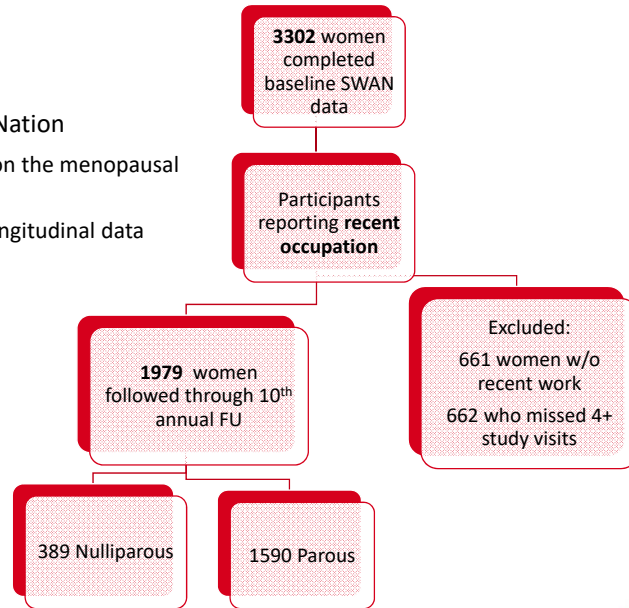 3302 women
completed
baseline SWAN
data
Nation
on the menopausal
ngitudinal data
Participants
reporting recent
occupation
1979 women
followed through 10th
annual FU
Excluded:
661 women w/o
recent work
662 who missed 4+
study visits
389 Nulliparous
1590 Parous